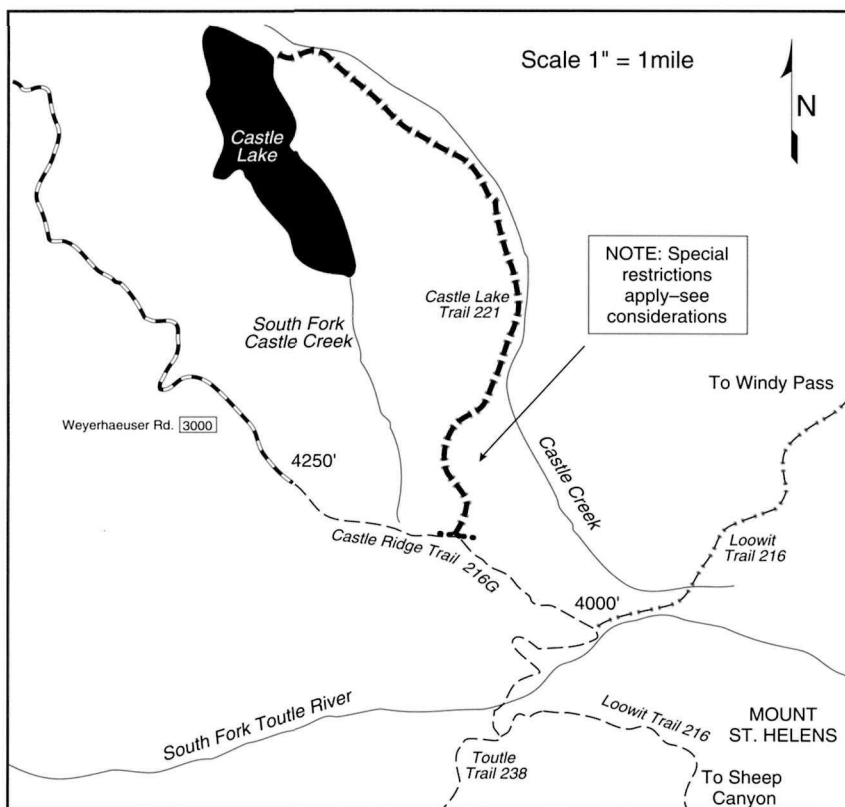 Scale 1" = 1mile
N
Castle
Lake
NOTE: Special
restrictions
apply–see
considerations
Castle Lake
Trail 221
South Fork
Castle Creek
To Windy Pass
Weyerhaeuser Rd. 3000
4250'
Castle Creek
Castle Ridge Trail 216G
Loowit
Trail 216
4000'
South Fork Toutle River
Loowit Trail 216
MOUNT
ST. HELENS
Toutle
Trail 238
To Sheep
Canyon